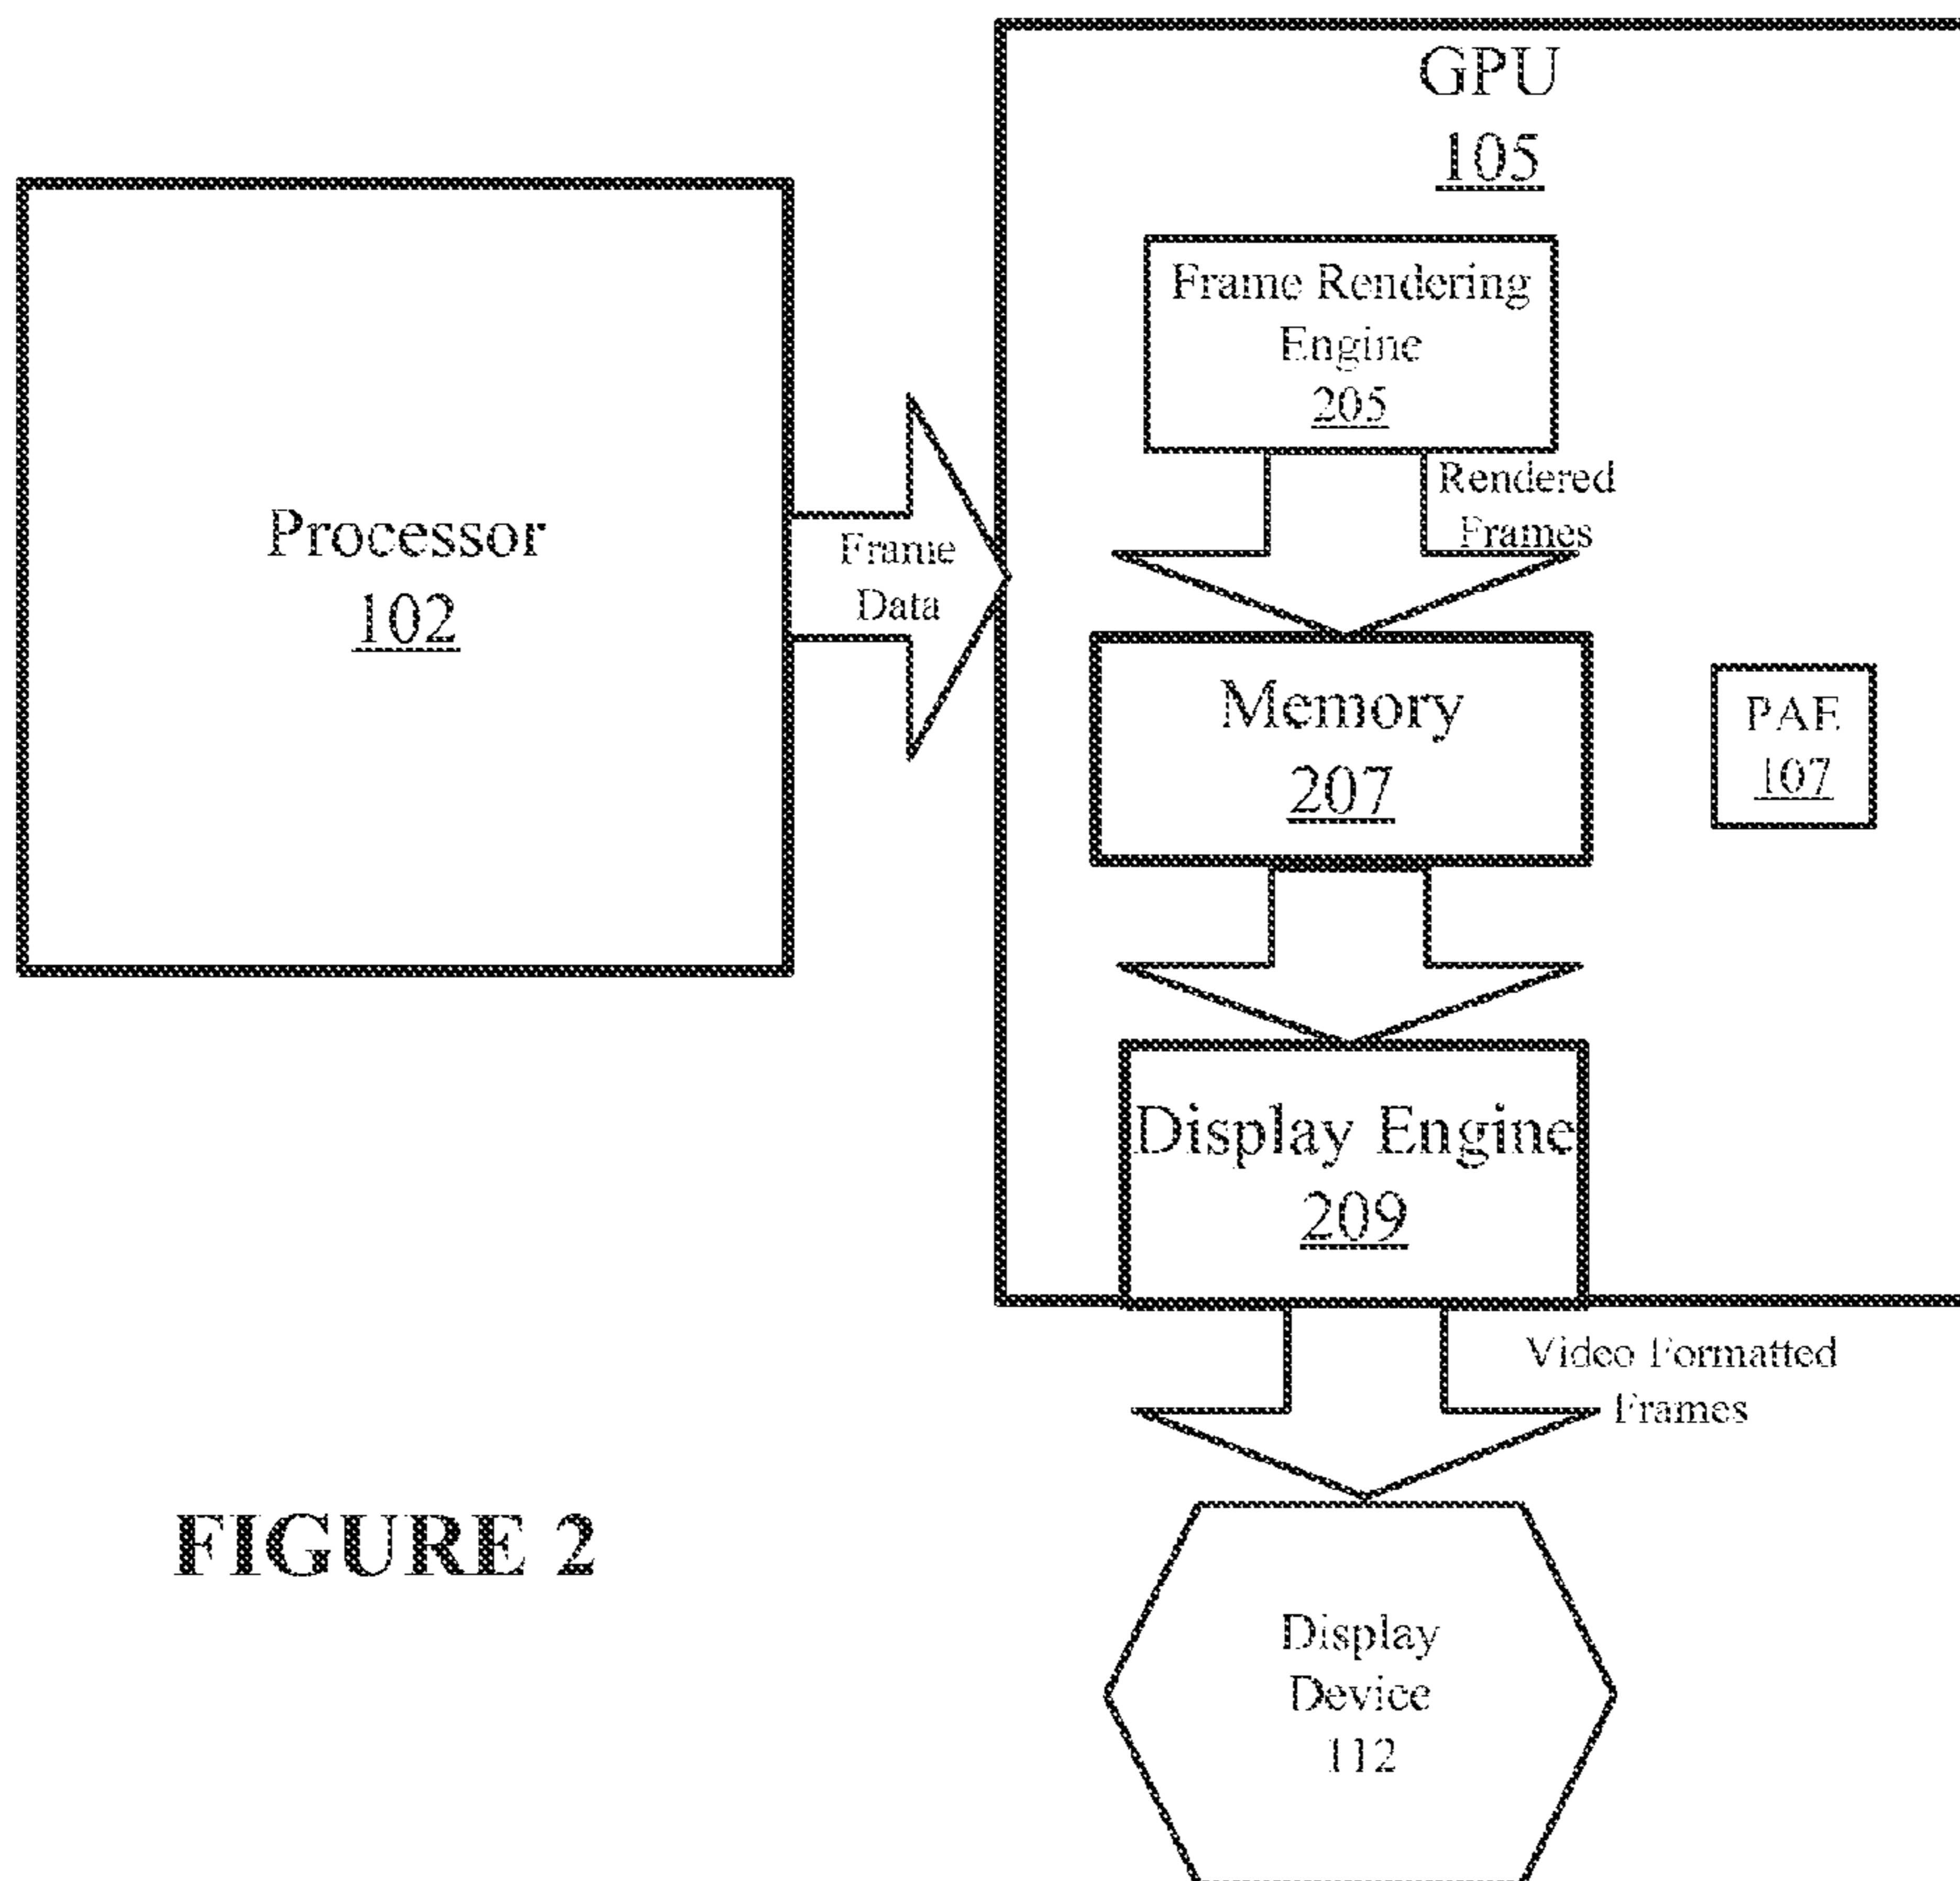 GPU
105
Frame Rendering
Engine
205
Rendered
Frames
Processor
102
Frame
Data
Memory
207
PAE
107
Display Engine
209
Video Formatted
Frames
FIGURE 2
Display
Device
112